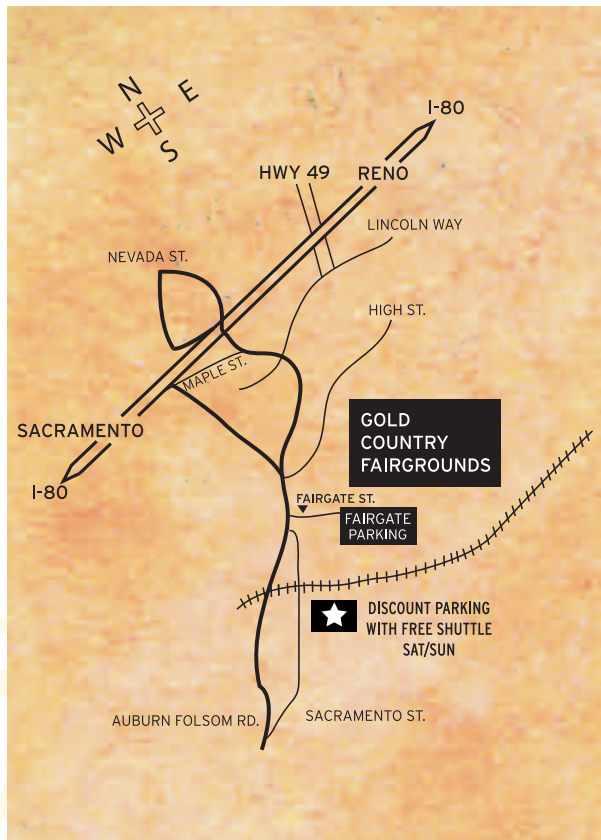 N
E
W
S
I-80
HWY 49
RENO
LINCOLN WAY
NEVADA ST.
HIGH ST.
MAPLE ST.
SACRAMENTO
I-80
GOLD
COUNTRY
FAIRGROUNDS
FAIRGATE ST.
FAIRGATE
PARKING
DISCOUNT PARKING
WITH FREE SHUTTLE
SAT/SUN
AUBURN FOLSOM RD.
SACRAMENTO ST.